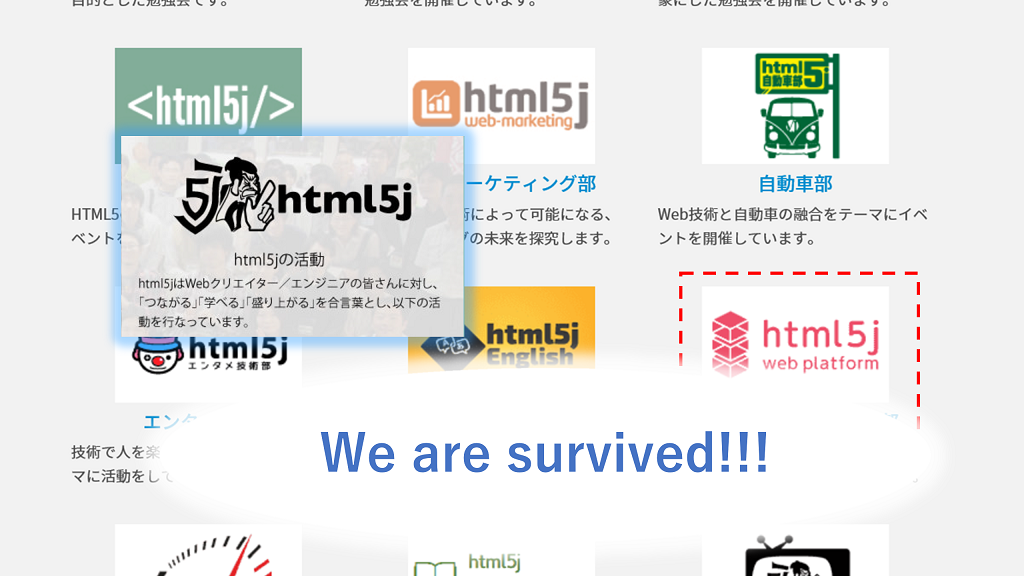 目的とした勉強会です。
勉強会を開催しています。
象にした勉強会を開催しています。
<html5j/>
html5j
web-marketing
html5j
自動車部
ーケティング部
自動車部
HTML5
ベントを
術によって可能になる、
グの未来を探究します。
Web技術と自動車の融合をテーマにイベ
ントを開催しています。
5J html5j
html5jの活動
html5jはWebクリエイター／エンジニアの皆さんに対し、
「つながる」「学べる」「盛り上がる」を合言葉とし、以下の活
動を行なっています。
html5j
エンタメ技術部
html5j
English
html5j
web platform
エンタ
部
技術で人を楽
マに活動をして
We are survived!!!
html5j